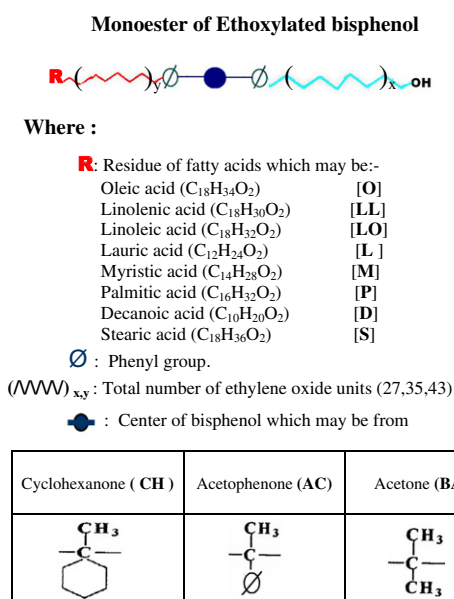 Monoester of Ethoxylated bisphenol
R ( )y Ø Ø ( )x OH
Where :
R: Residue of fatty acids which may be:-
Oleic acid (C₁₈H₃₄O₂) [O]
Linolenic acid (C₁₈H₃₀O₂) [LL]
Linoleic acid (C₁₈H₃₂O₂) [LO]
Lauric acid (C₁₂H₂₄O₂) [L ]
Myristic acid (C₁₄H₂₈O₂) [M]
Palmitic acid (C₁₆H₃₂O₂) [P]
Decanoic acid (C₁₀H₂₀O₂) [D]
Stearic acid (C₁₈H₃₆O₂) [S]
Ø : Phenyl group.
( ) x,y : Total number of ethylene oxide units (27,35,43)
: Center of bisphenol which may be from
Cyclohexanone ( CH ) Acetophenone (AC) Acetone (BA
CH₃ CH₃ CH₃
C C C
Ø CH₃